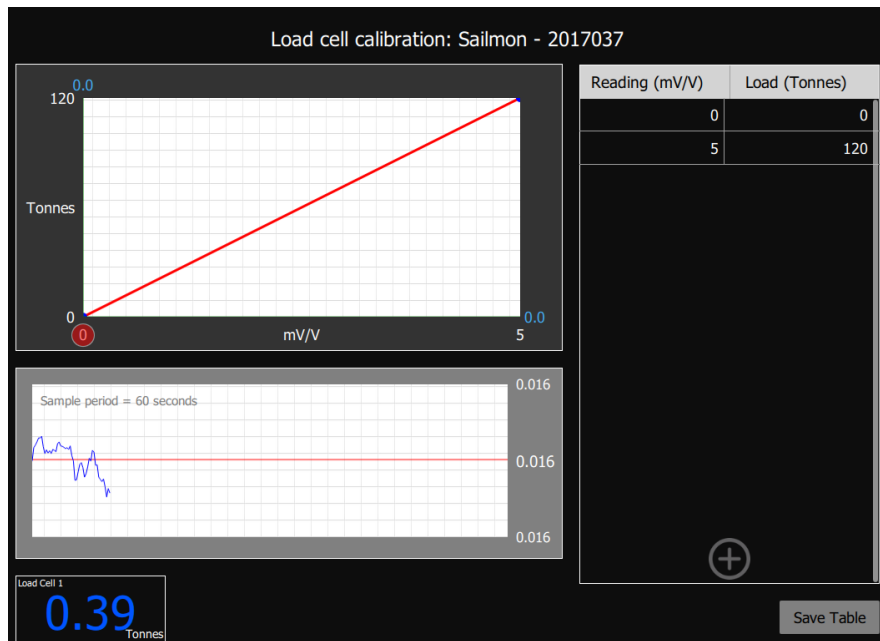 Load cell calibration: Sailmon - 2017037
0.0
120
Tonnes
0
0.0
0
mV/V
5
Reading (mV/V) Load (Tonnes)
0 0
5 120
Sample period = 60 seconds
0.016
0.016
0.016
Load Cell 1
0.39
Tonnes
Save Table